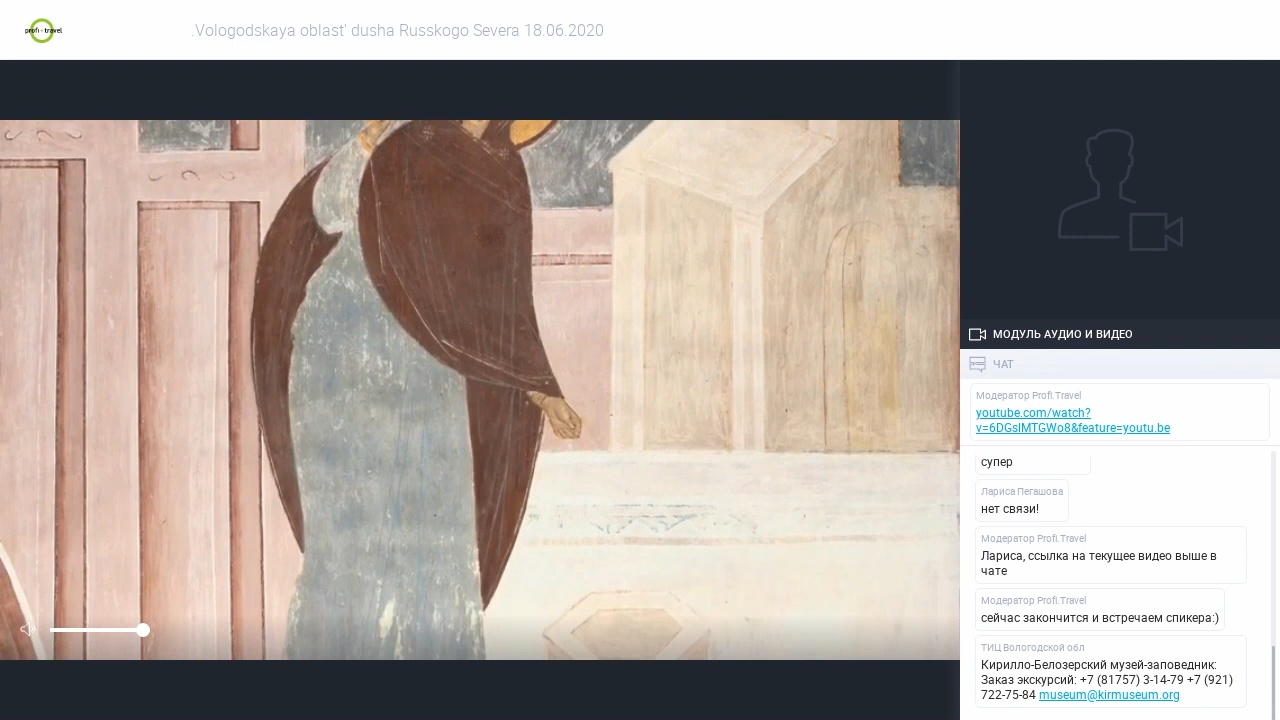 profi travel
.Vologodskaya oblast' dusha Russkogo Severa 18.06.2020
МОДУЛЬ АУДИО И ВИДЕО
ЧАТ
Модератор Profi.Travel
youtube.com/watch?
v=6DGslMTGWo8&feature=youtu.be
супер
Лариса Пегашова
нет связи!
Модератор Profi.Travel
Лариса, ссылка на текущее видео выше в
чате
Модератор Profi.Travel
сейчас закончится и встречаем спикера:)
ТИЦ Вологодской обл
Кирилло-Белозерский музей-заповедник:
Заказ экскурсий: +7 (81757) 3-14-79 +7 (921)
722-75-84 museum@kirmuseum.org